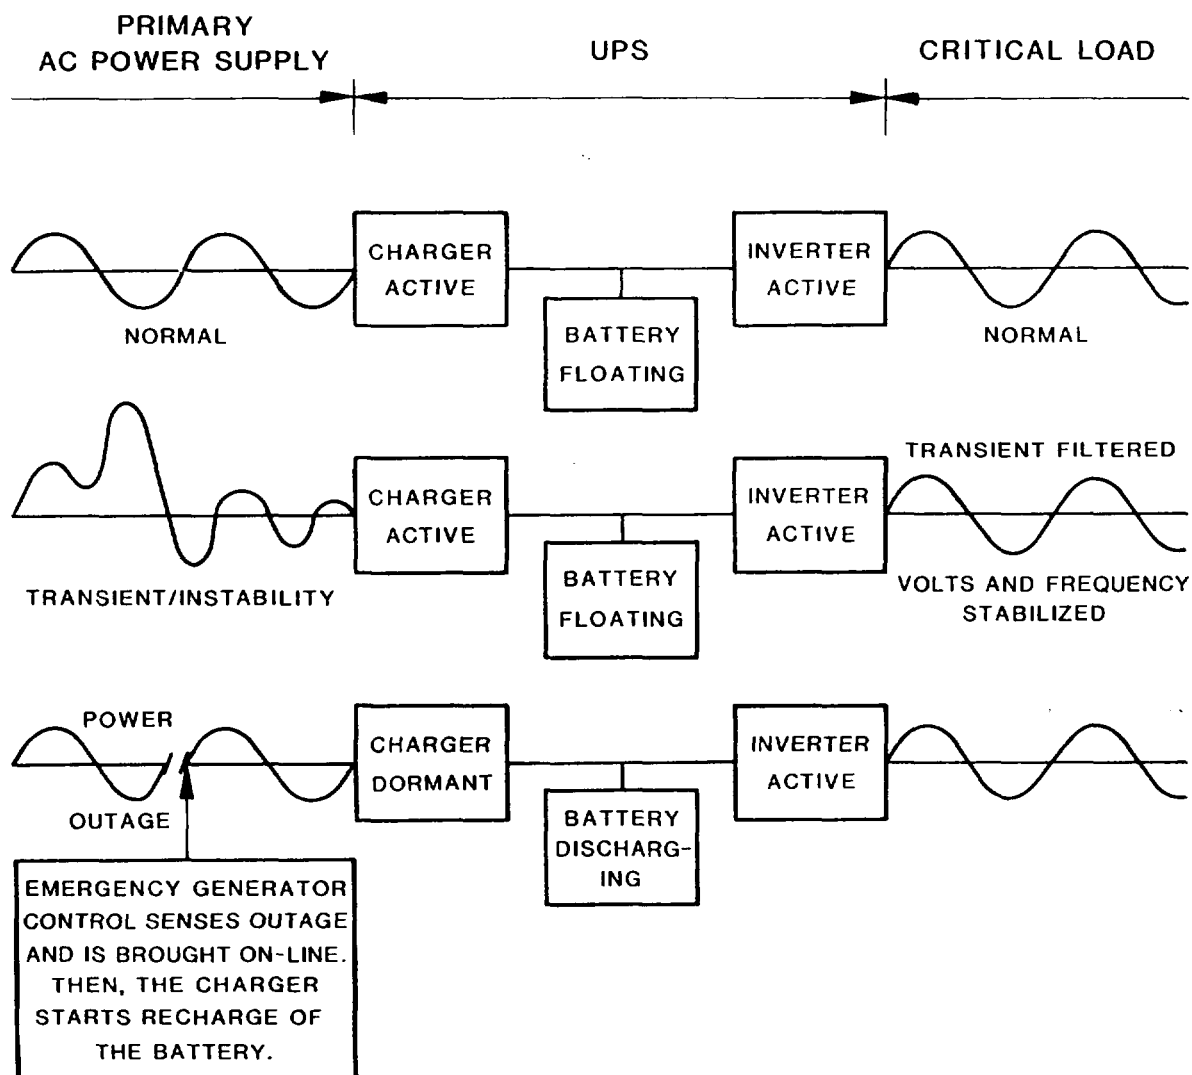 PRIMARY
AC POWER SUPPLY
UPS
CRITICAL LOAD
CHARGER
ACTIVE
INVERTER
ACTIVE
NORMAL
BATTERY
FLOATING
NORMAL
TRANSIENT FILTERED
CHARGER
ACTIVE
INVERTER
ACTIVE
TRANSIENT/INSTABILITY
BATTERY
FLOATING
VOLTS AND FREQUENCY
STABILIZED
POWER
OUTAGE
CHARGER
DORMANT
INVERTER
ACTIVE
BATTERY
DISCHARG-
ING
EMERGENCY GENERATOR
CONTROL SENSES OUTAGE
AND IS BROUGHT ON-LINE.
THEN, THE CHARGER
STARTS RECHARGE OF
THE BATTERY.